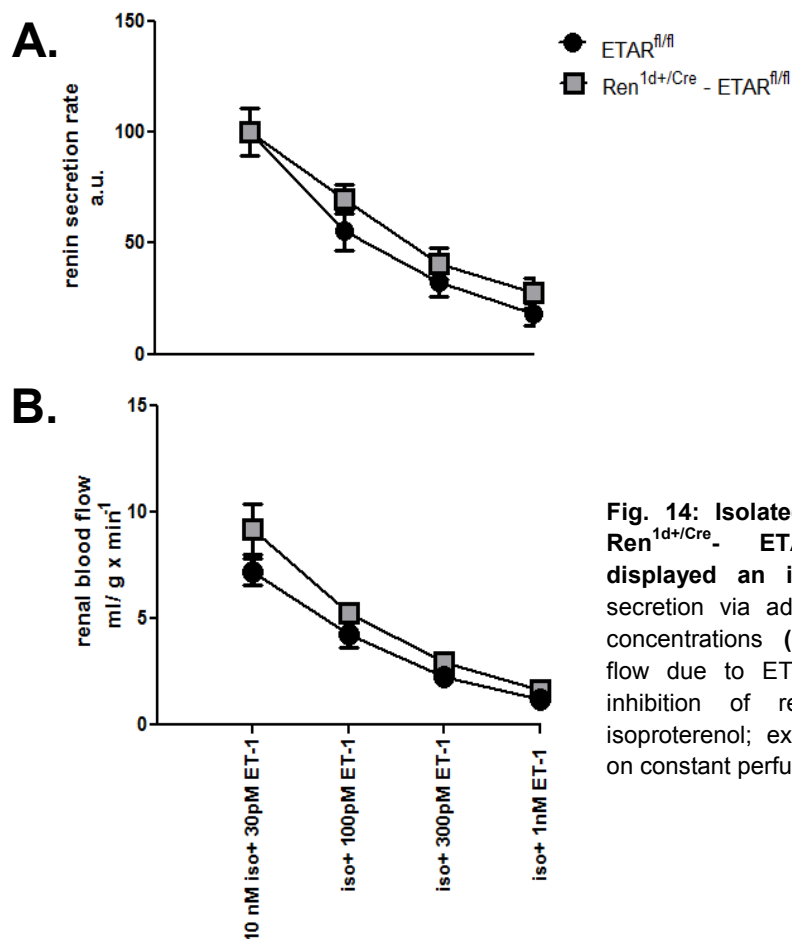 A.
150
100
50
0
renin secretion rate
a.u.
ETAR^fl/fl
Ren^1d+/Cre - ETAR^fl/fl
B.
15
10
5
0
renal blood flow
ml/ g x min^-1
10 nM iso+ 30pM ET-1
iso+ 100pM ET-1
iso+ 300pM ET-1
iso+ 1nM ET-1
Fig. 14: Isolate
Ren^1d+/Cre- ETA
displayed an i
secretion via ad
concentrations (
flow due to ET
inhibition of re
isoproterenol; ex
on constant perfu